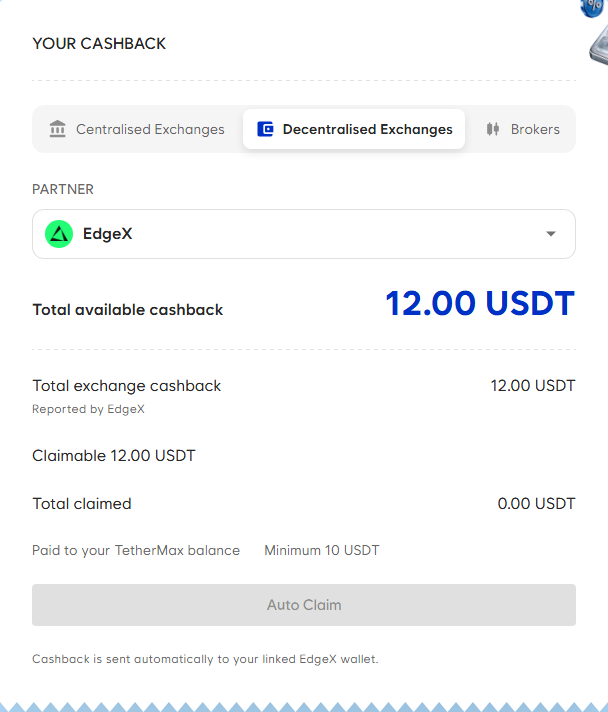 YOUR CASHBACK
Centralised Exchanges Decentralised Exchanges Brokers
PARTNER
EdgeX
Total available cashback 12.00 USDT
Total exchange cashback 12.00 USDT
Reported by EdgeX
Claimable 12.00 USDT
Total claimed 0.00 USDT
Paid to your TetherMax balance Minimum 10 USDT
Auto Claim
Cashback is sent automatically to your linked EdgeX wallet.